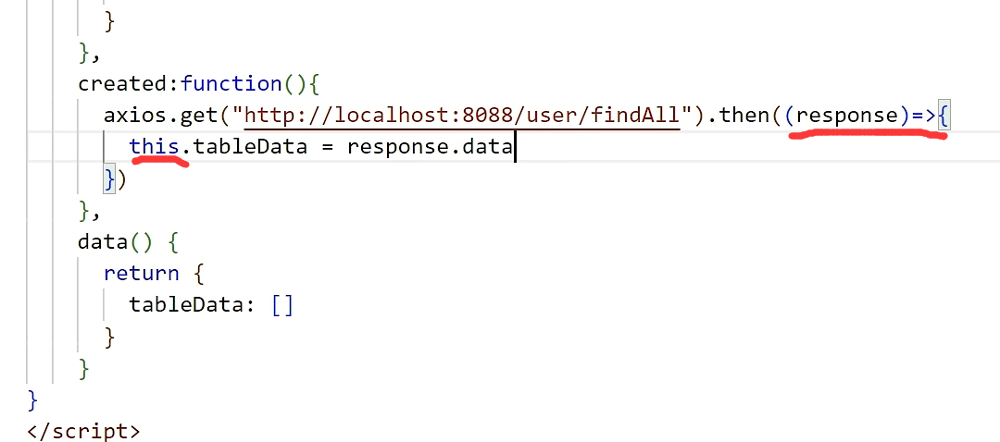 }
},
created:function(){
axios.get("http://localhost:8088/user/findAll").then((response)=>{
this.tableData = response.data
})
},
data() {
return {
tableData: []
}
}
}
</script>